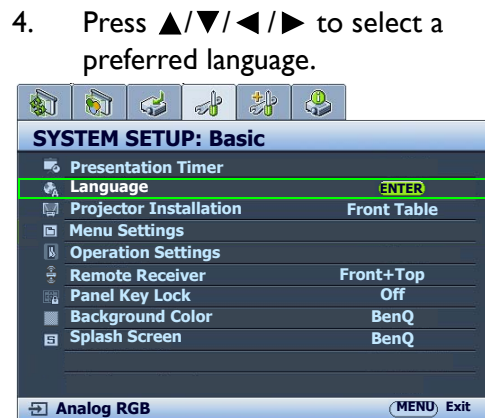 4. Press ▲/▼/◄/► to select a
preferred language.
SYSTEM SETUP: Basic
Presentation Timer
Language ENTER
Projector Installation Front Table
Menu Settings
Operation Settings
Remote Receiver Front+Top
Panel Key Lock Off
Background Color BenQ
Splash Screen BenQ
Analog RGB MENU Exit